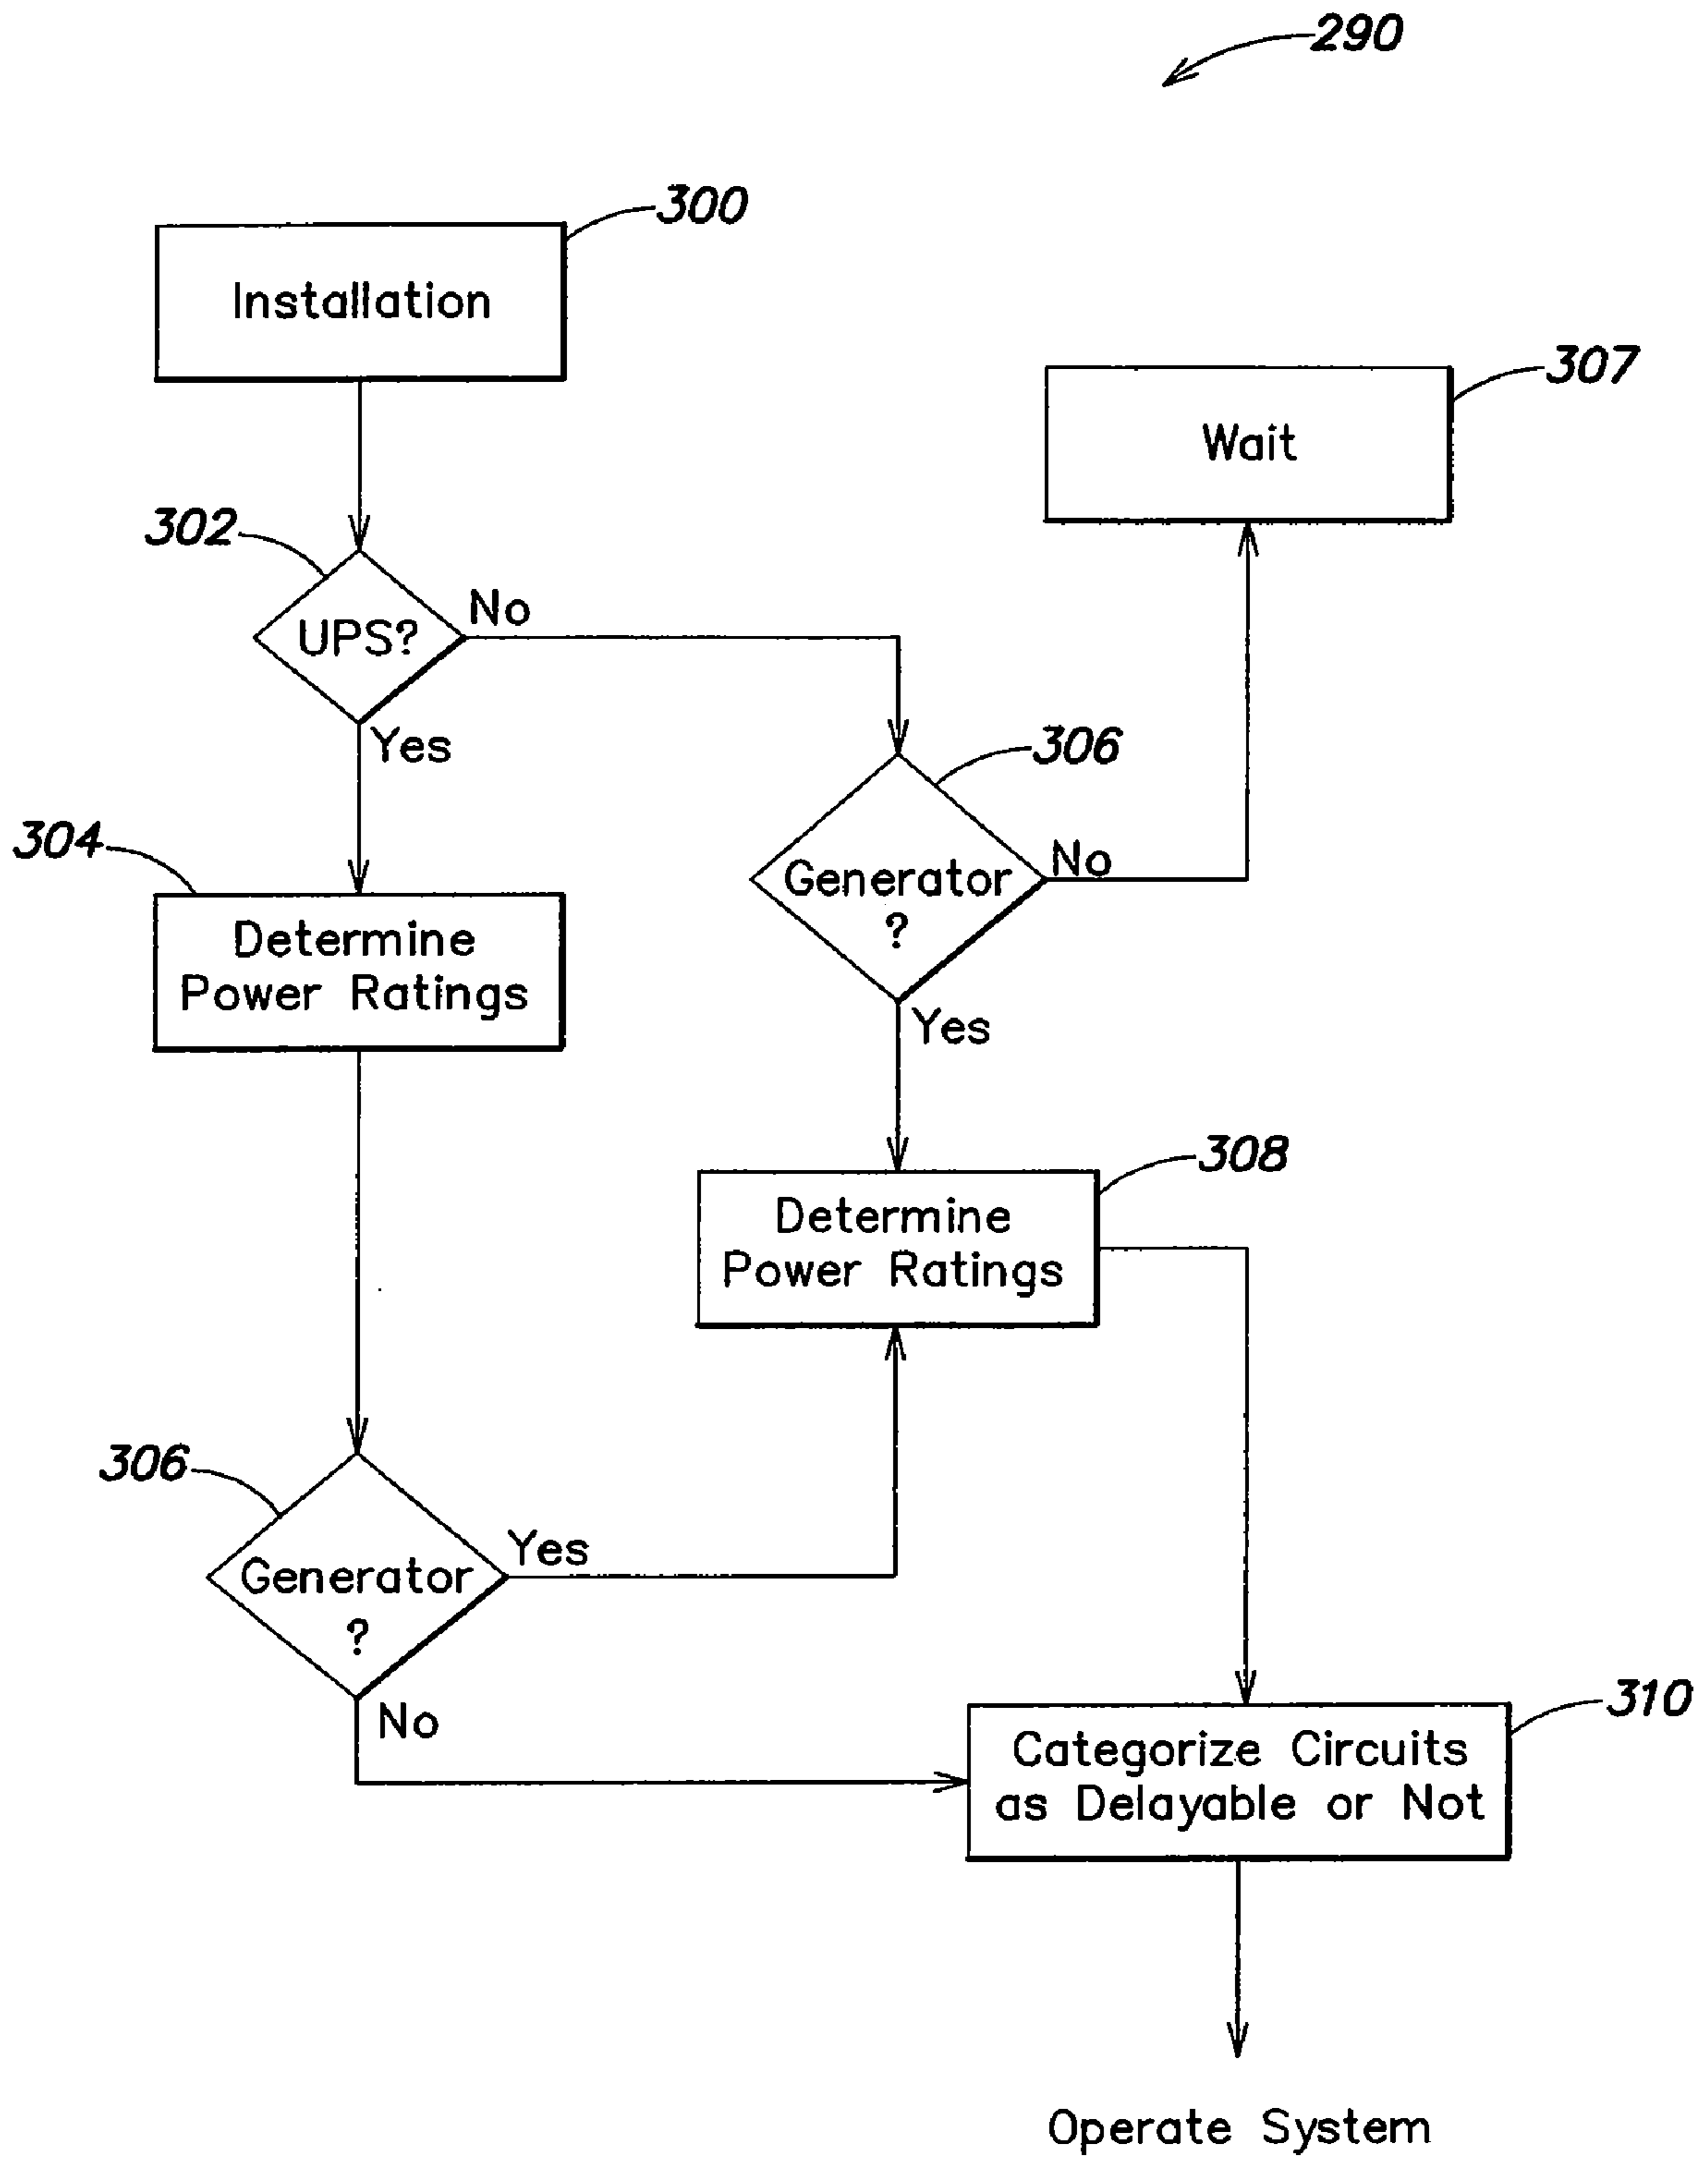 290
300
Installation
307
Wait
302
UPS?
No
Yes
306
Generator
?
No
Yes
304
Determine
Power Ratings
308
Determine
Power Ratings
306
Generator
?
Yes
No
310
Categorize Circuits
as Delayable or Not
Operate System